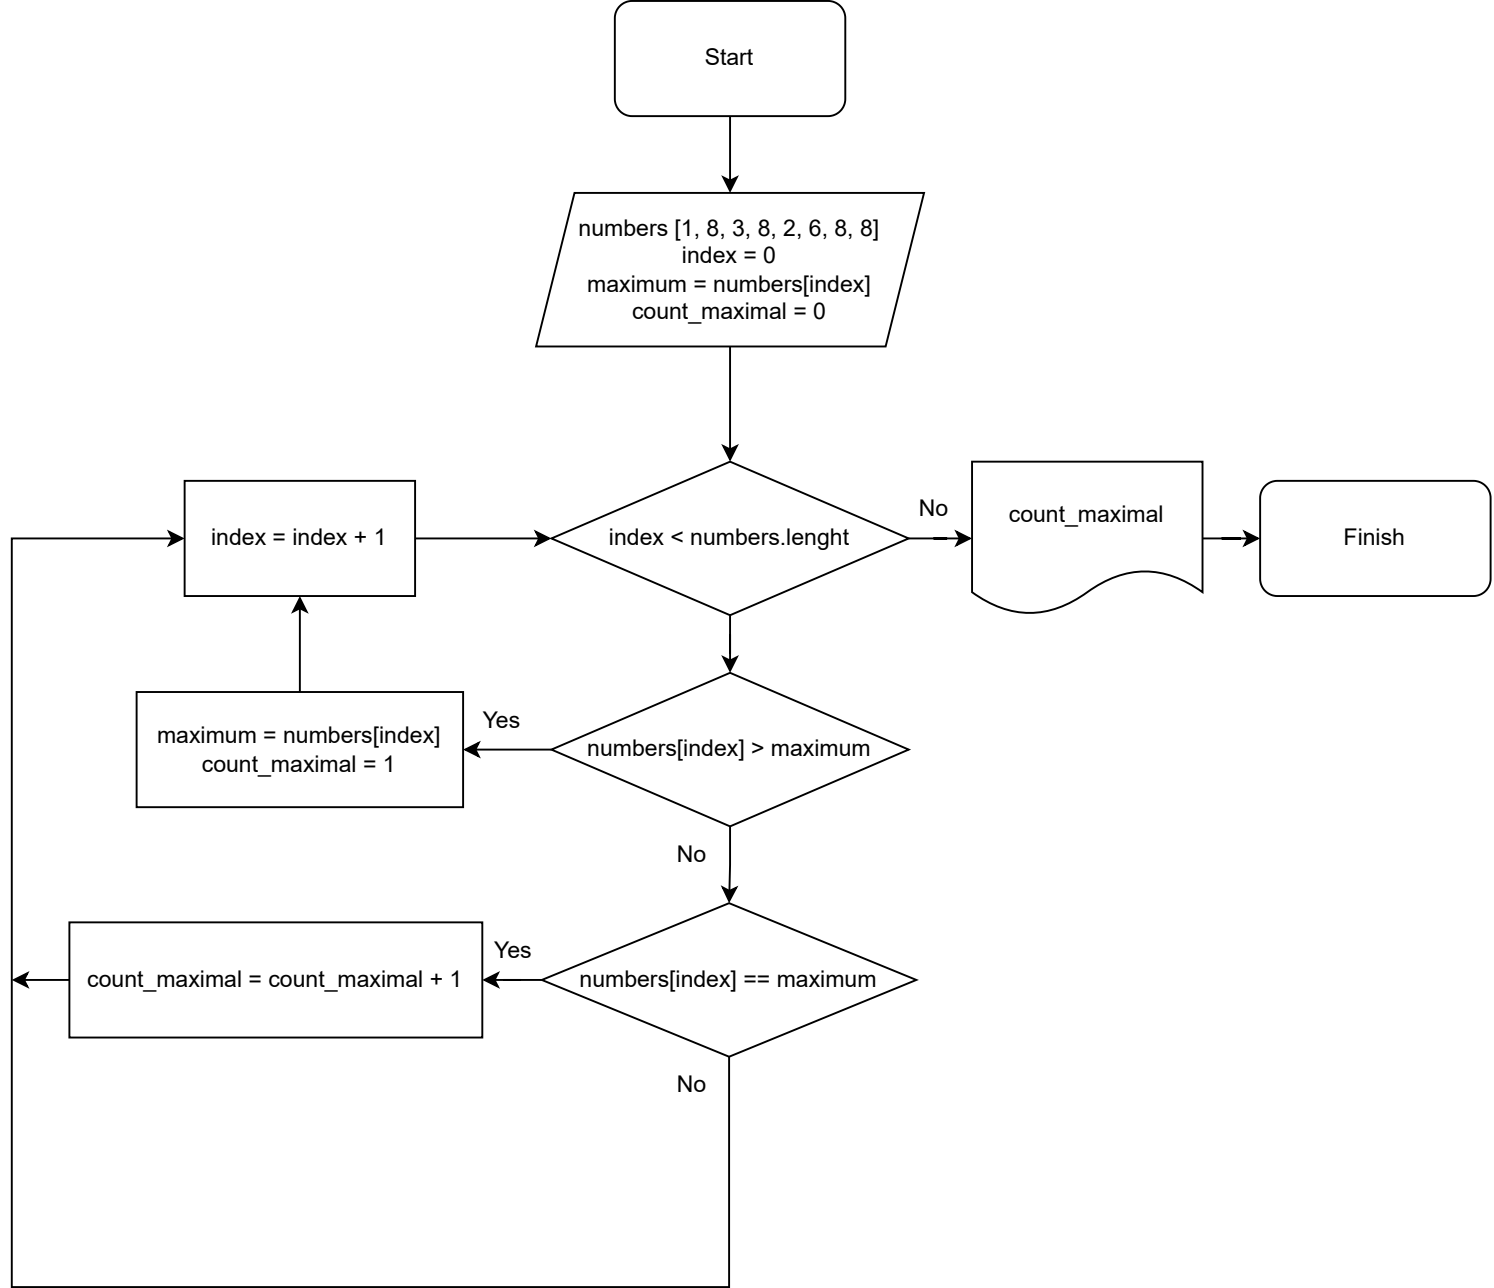 Start
numbers [1, 8, 3, 8, 2, 6, 8, 8]
index = 0
maximum = numbers[index]
count_maximal = 0
index = index + 1
index < numbers.lenght
No
count_maximal
Finish
maximum = numbers[index]
count_maximal = 1
Yes
numbers[index] > maximum
No
count_maximal = count_maximal + 1
Yes
numbers[index] == maximum
No